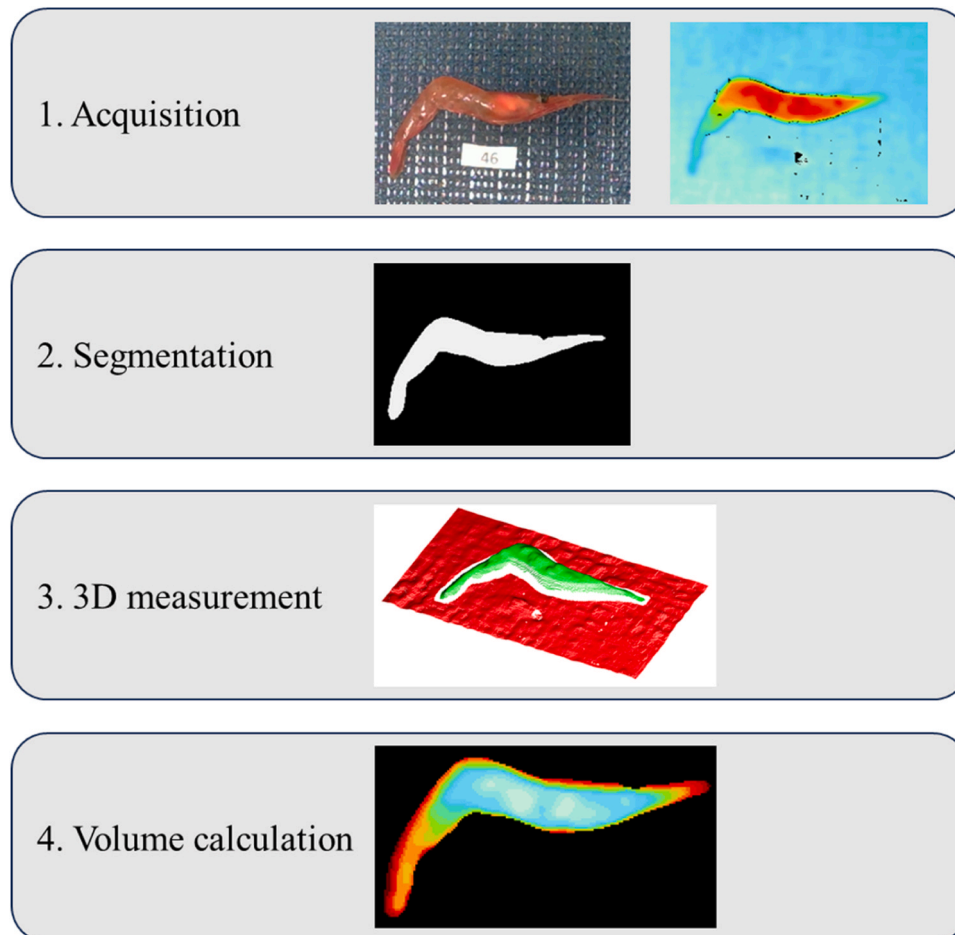 1. Acquisition
46
2. Segmentation
3. 3D measurement
4. Volume calculation